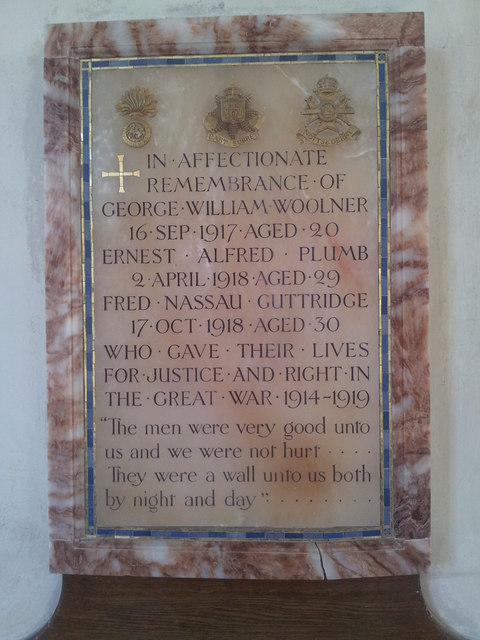 IN · AFFECTIONATE
REMEMBRANCE · OF
GEORGE · WILLIAM · WOOLNER
16 · SEP · 1917 · AGED · 20
ERNEST · ALFRED · PLUMB
2 · APRIL · 1918 · AGED · 29
FRED · NASSAU · GUTTRIDGE
17 · OCT · 1918 · AGED · 30
WHO · GAVE · THEIR · LIVES
FOR · JUSTICE · AND · RIGHT · IN
THE · GREAT · WAR · 1914-1919
"The men were very good unto
us and we were not hurt . . . .
They were a wall unto us both
by night and day" . . . . . . . . .